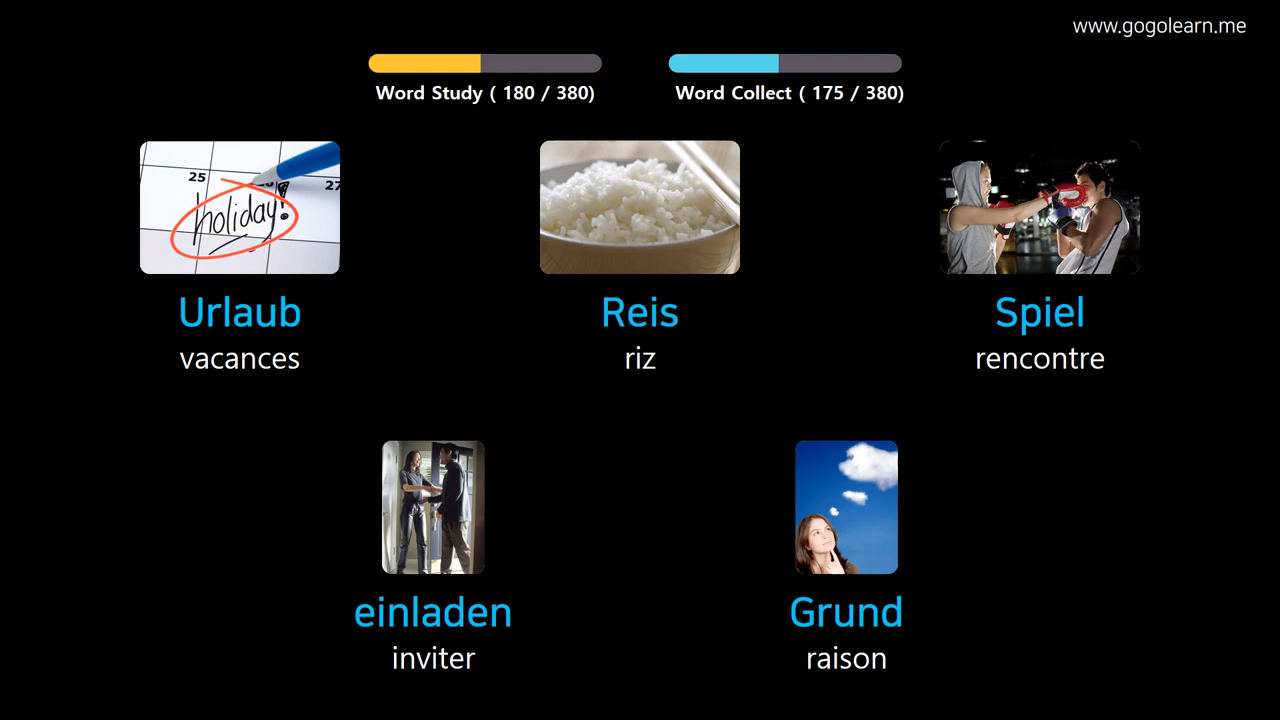 www.gogolearn.me
Word Study ( 180 / 380)
Word Collect ( 175 / 380)
25
27
holiday!
Urlaub
vacances
Reis
riz
Spiel
rencontre
einladen
inviter
Grund
raison